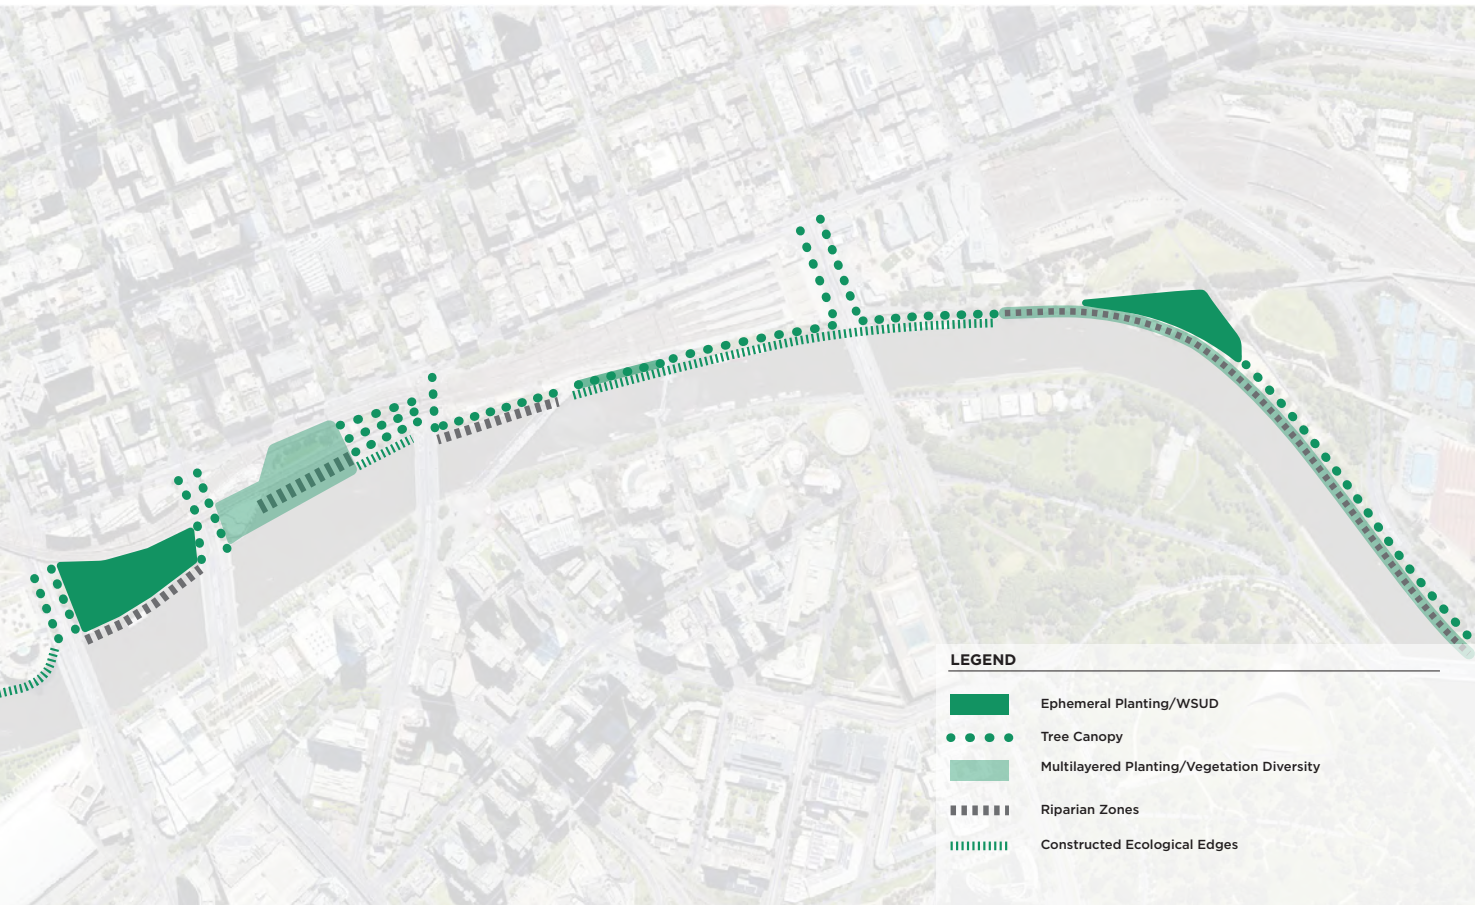 LEGEND
Ephemeral Planting/WSUD
Tree Canopy
Multilayered Planting/Vegetation Diversity
Riparian Zones
Constructed Ecological Edges